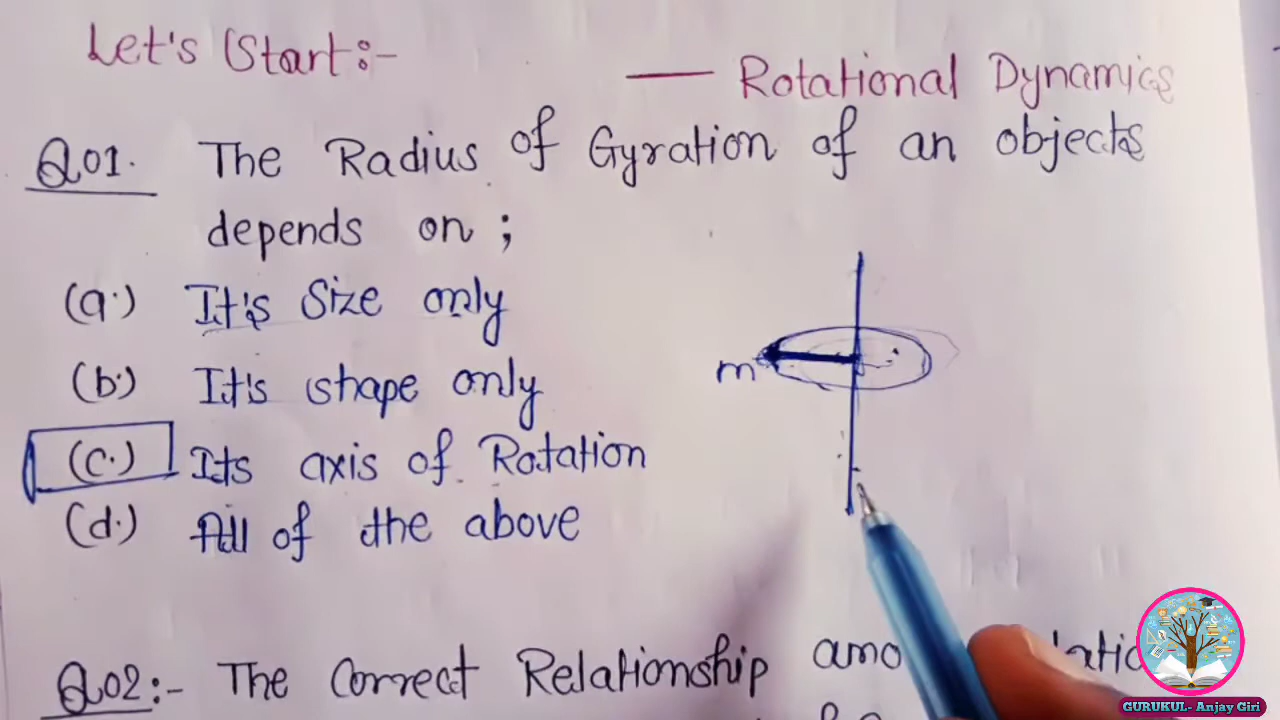 Let's Start:-
— Rotational Dynamics
Q01. The Radius of Gyration of an objects
depends on ;
(a.) It's Size only
(b.) It's shape only
(c.) Its axis of Rotation
(d.) All of the above
m
Q02:- The Correct Relationship
GURUKUL- Anjay Giri